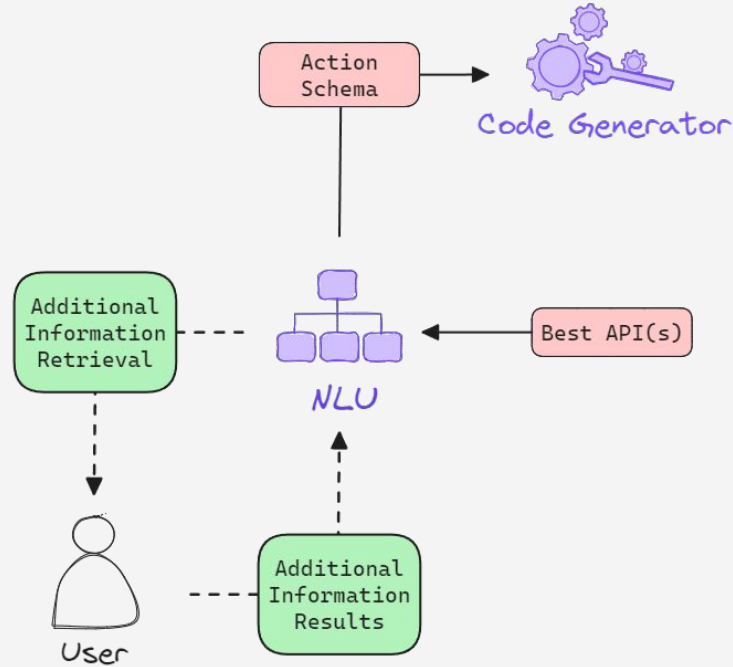 Action
Schema
Code Generator
Additional
Information
Retrieval
Best API(s)
NLU
Additional
Information
Results
User